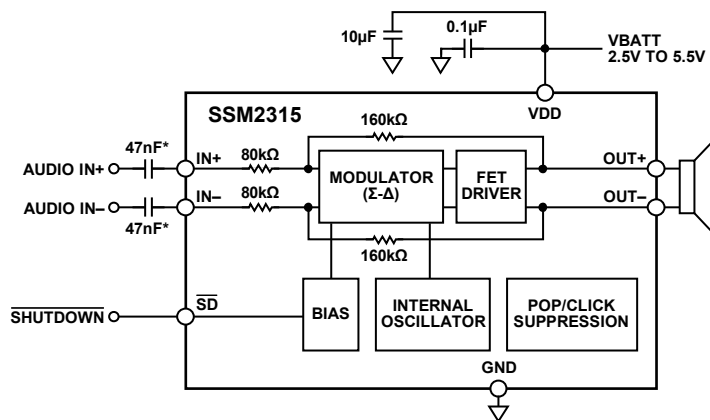 10µF
0.1µF
VBATT
2.5V TO 5.5V
SSM2315
VDD
160kΩ
47nF*
IN+
80kΩ
OUT+
AUDIO IN+
MODULATOR
(Σ-Δ)
FET
DRIVER
AUDIO IN–
IN–
80kΩ
OUT–
47nF*
160kΩ
SHUTDOWN
SD
BIAS
INTERNAL
OSCILLATOR
POP/CLICK
SUPPRESSION
GND